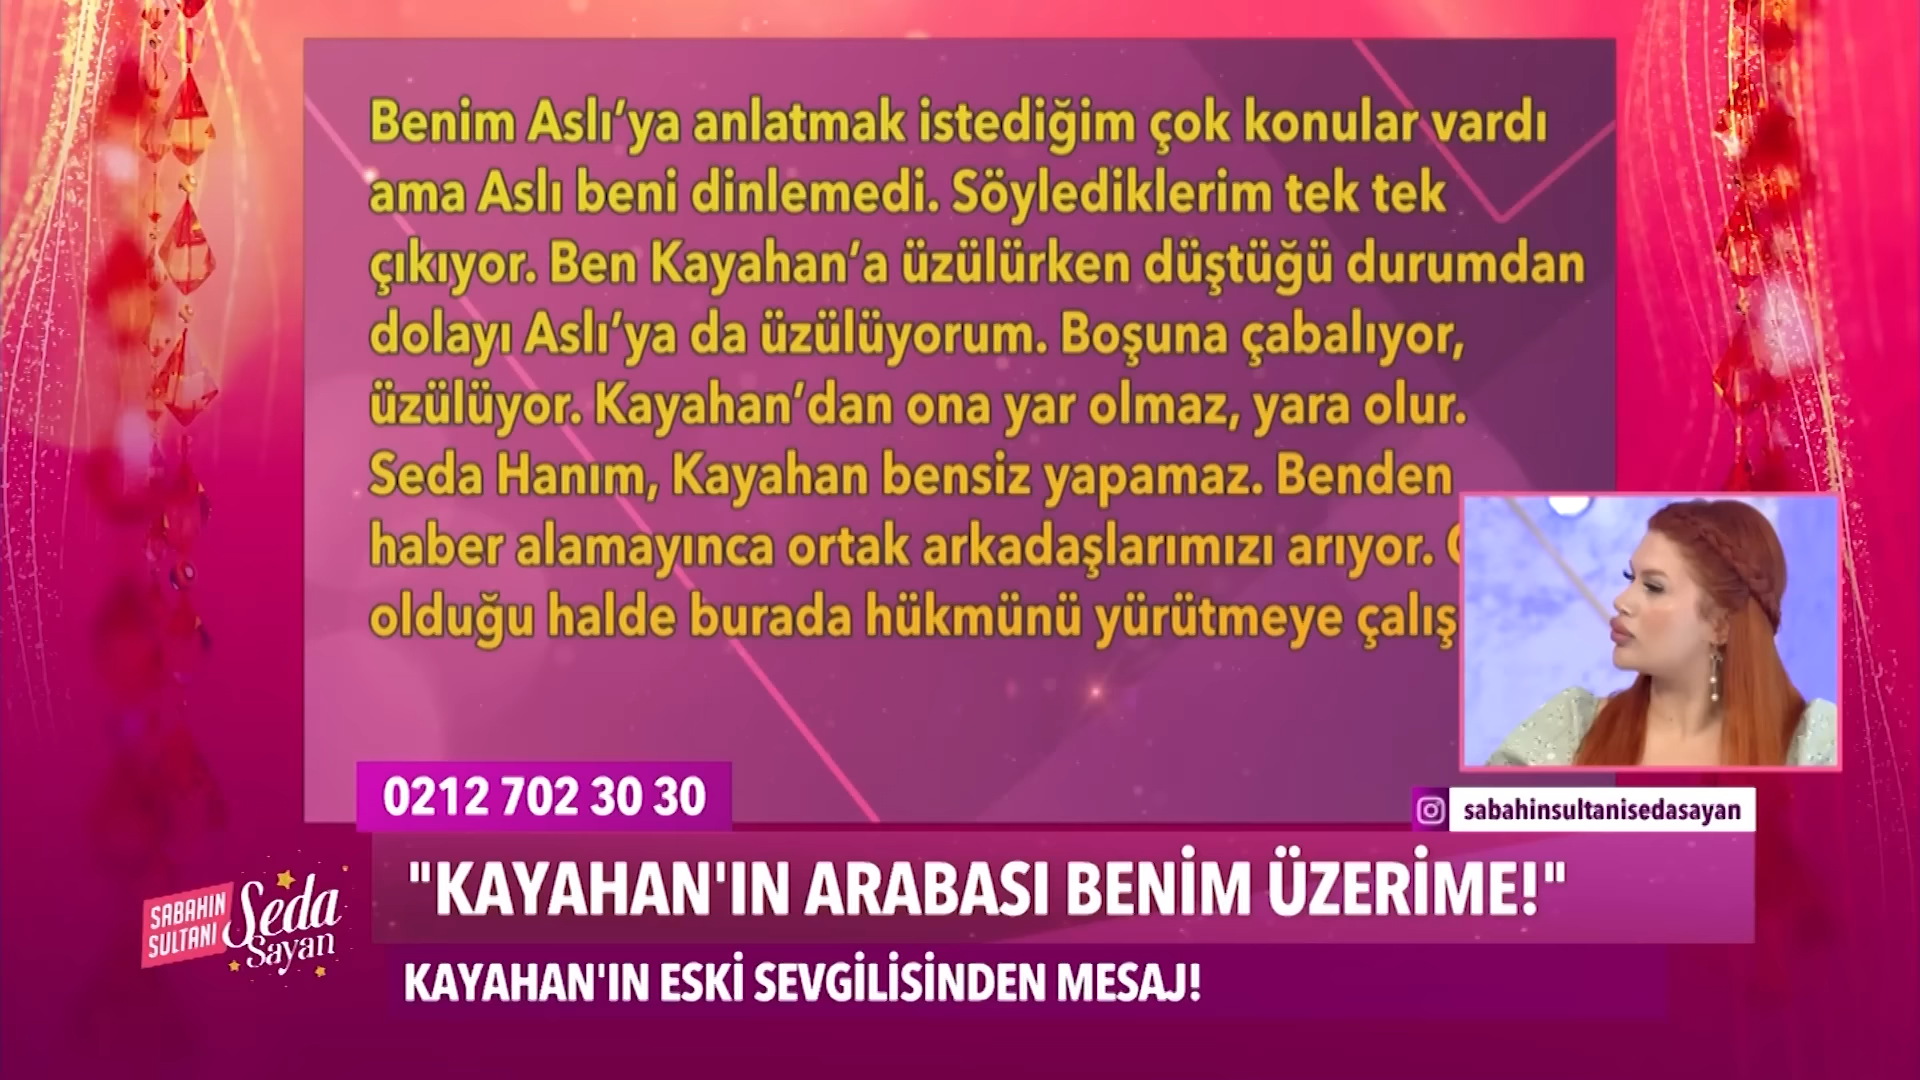 Benim Aslı’ya anlatmak istediğim çok konular vardı
ama Aslı beni dinlemedi. Söylediklerim tek tek
çıkıyor. Ben Kayahan’a üzülürken düştüğü durumdan
dolayı Aslı’ya da üzülüyorum. Boşuna çabalıyor,
üzülüyor. Kayahan’dan ona yar olmaz, yara olur.
Seda Hanım, Kayahan bensiz yapamaz. Benden
haber alamayınca ortak arkadaşlarımızı arıyor.
olduğu halde burada hükmünü yürütmeye
0212 702 30 30
sabahinsultanisedasayan
"KAYAHAN'IN ARABASI BENİM ÜZERİME!"
SABAHIN
SULTANI
Seda
Sayan
KAYAHAN'IN ESKİ SEVGİLİSİNDEN MESAJ!